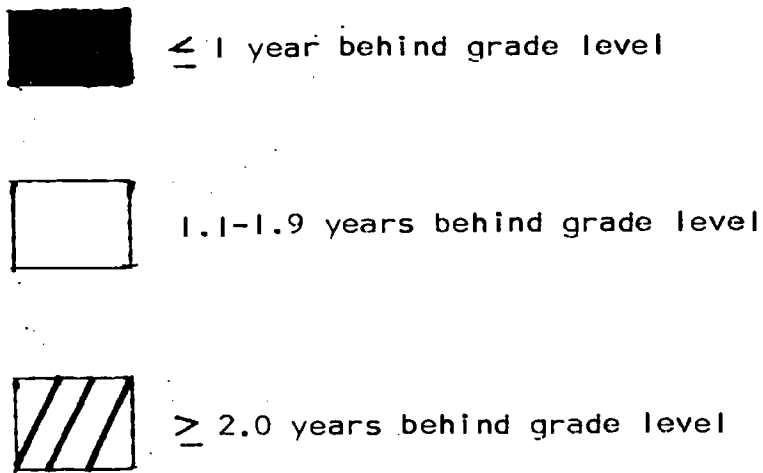 ≤ 1 year behind grade level
1.1-1.9 years behind grade level
≥ 2.0 years behind grade level